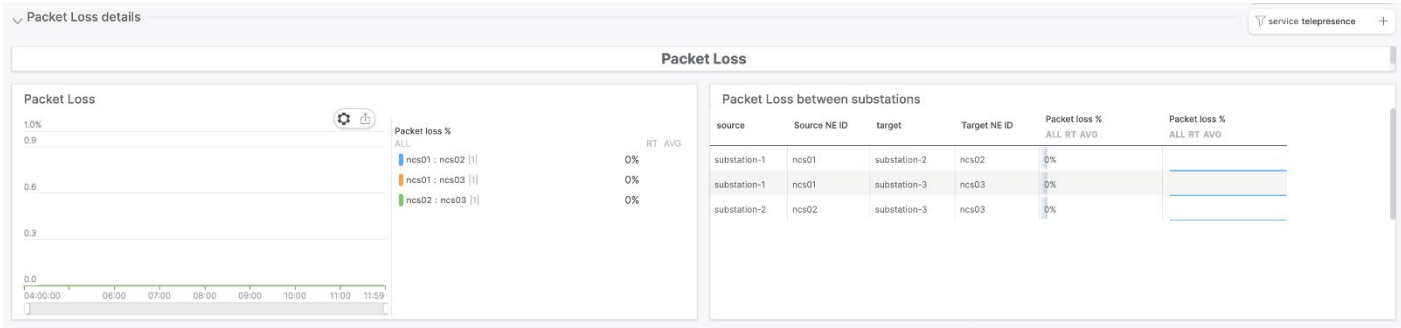 Packet Loss details
service telepresence +
Packet Loss
Packet Loss
1.0%
0.9
0.6
0.3
0.0
04:00:00 06:00 07:00 08:00 09:00 10:00 11:00 11:59
Packet loss %
ALL RT AVG
ncs01 : ncs02 |1| 0%
ncs01 : ncs03 |1| 0%
ncs02 : ncs03 |1| 0%
Packet Loss between substations
source Source NE ID target Target NE ID Packet loss % Packet loss %
ALL RT AVG ALL RT AVG
substation-1 ncs01 substation-2 ncs02 0%
substation-1 ncs01 substation-3 ncs03 0%
substation-2 ncs02 substation-3 ncs03 0%